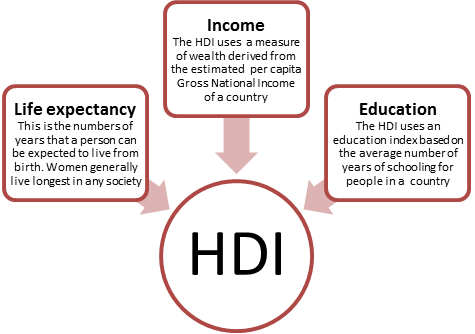 Income
The HDI uses a measure
of wealth derived from
the estimated per capita
Gross National Income
of a country
Life expectancy
This is the numbers of
years that a person can
be expected to live from
birth. Women generally
live longest in any society
Education
The HDI uses an
education index based on
the average number of
years of schooling for
people in a country
HDI